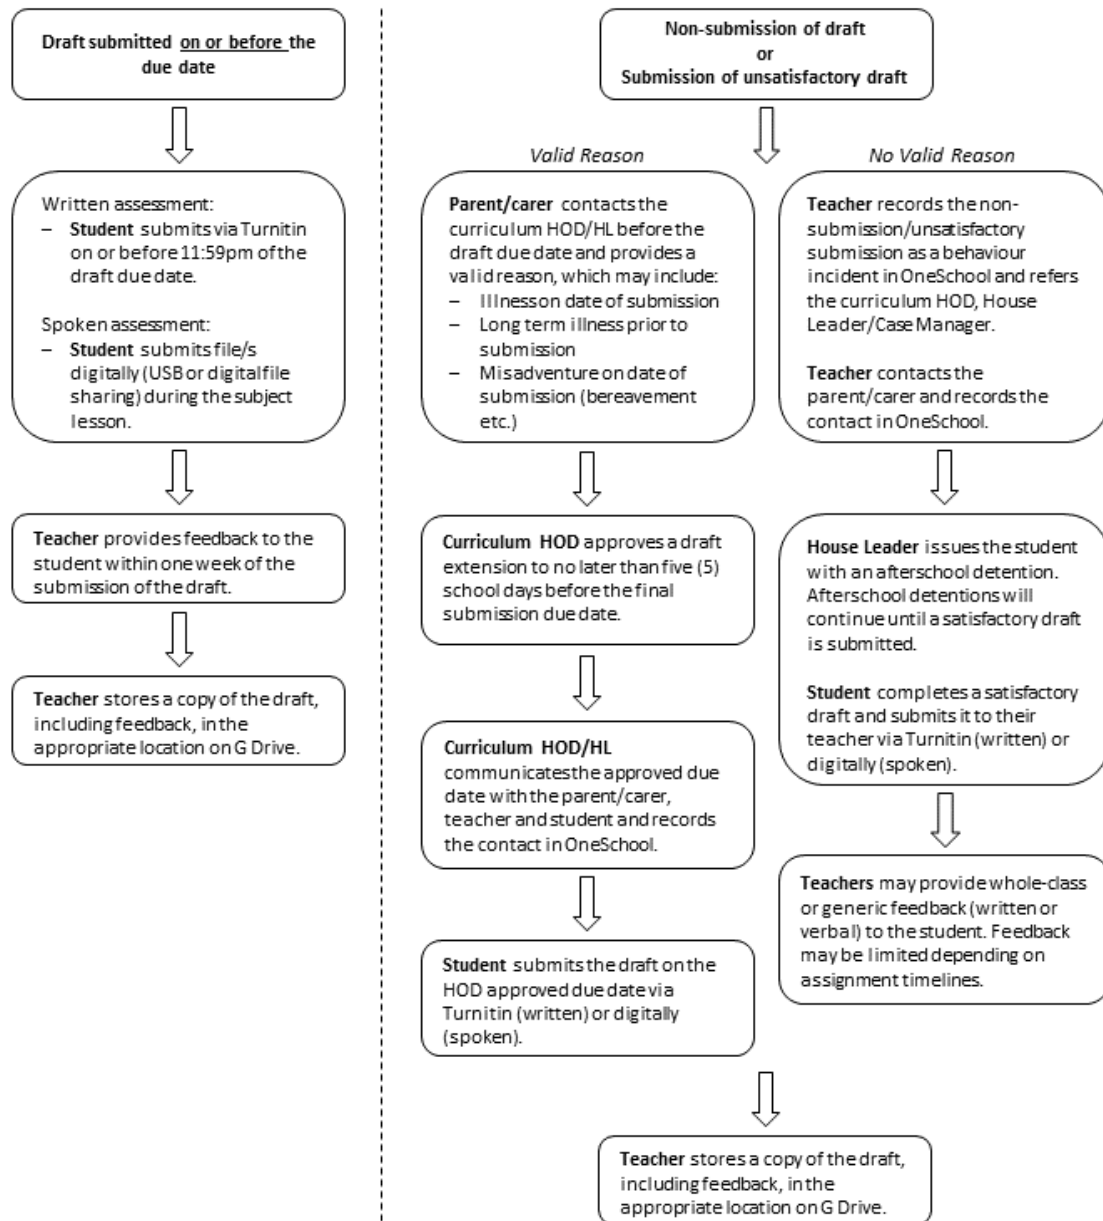 Draft submitted on or before the
due date
Written assessment:
– Student submits via Turnitin
on or before 11:59pm of the
draft due date.
Spoken assessment:
– Student submits file/s
digitally (USB or digital file
sharing) during the subject
lesson.
Teacher provides feedback to the
student within one week of the
submission of the draft.
Teacher stores a copy of the draft,
including feedback, in the
appropriate location on G Drive.
Non-submission of draft
or
Submission of unsatisfactory draft
Valid Reason
Parent/carer contacts the
curriculum HOD/HL before the
draft due date and provides a
valid reason, which may include:
– Illness on date of submission
– Long term illness prior to
submission
– Misadventure on date of
submission (bereavement
etc.)
Curriculum HOD approves a draft
extension to no later than five (5)
school days before the final
submission due date.
Curriculum HOD/HL
communicates the approved due
date with the parent/carer,
teacher and student and records
the contact in OneSchool.
Student submits the draft on the
HOD approved due date via
Turnitin (written) or digitally
(spoken).
No Valid Reason
Teacher records the non-
submission/unsatisfactory
submission as a behaviour
incident in OneSchool and refers
the curriculum HOD, House
Leader/Case Manager.
Teacher contacts the
parent/carer and records the
contact in OneSchool.
House Leader issues the student
with an afterschool detention.
Afterschool detentions will
continue until a satisfactory draft
is submitted.
Student completes a satisfactory
draft and submits it to their
teacher via Turnitin (written) or
digitally (spoken).
Teachers may provide whole-class
or generic feedback (written or
verbal) to the student. Feedback
may be limited depending on
assignment timelines.
Teacher stores a copy of the draft,
including feedback, in the
appropriate location on G Drive.